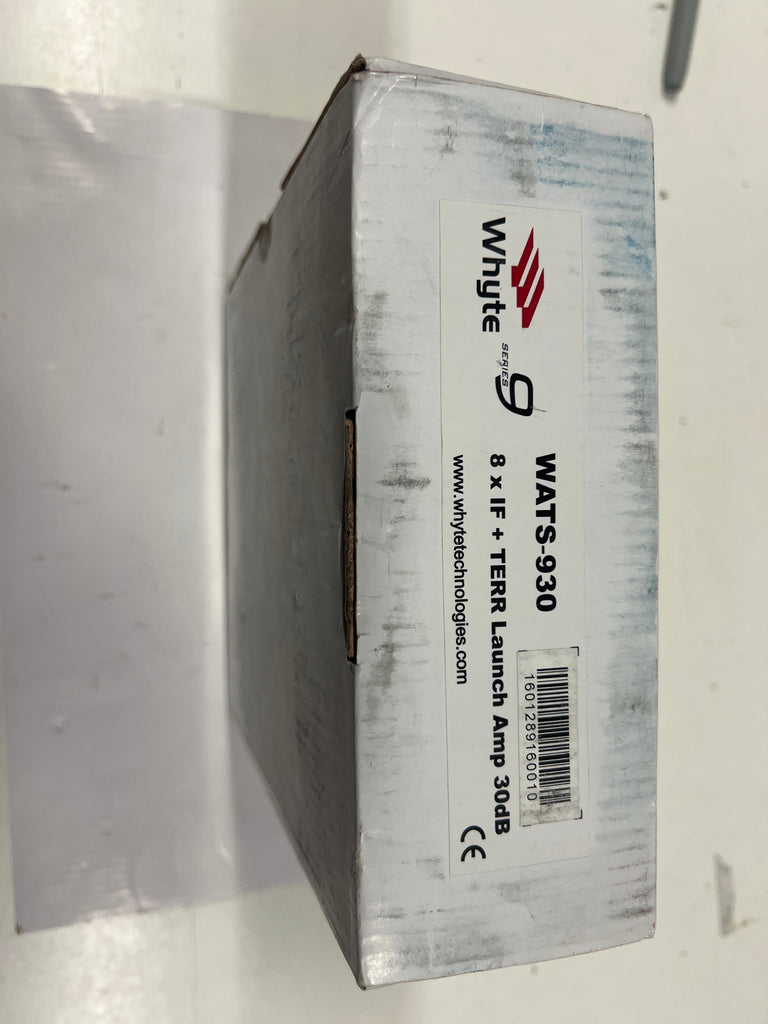 Whyte
SERIES 9
WATS-930
8 x IF + TERR Launch Amp 30dB
www.whytetechnologies.com
1601289160010
CE